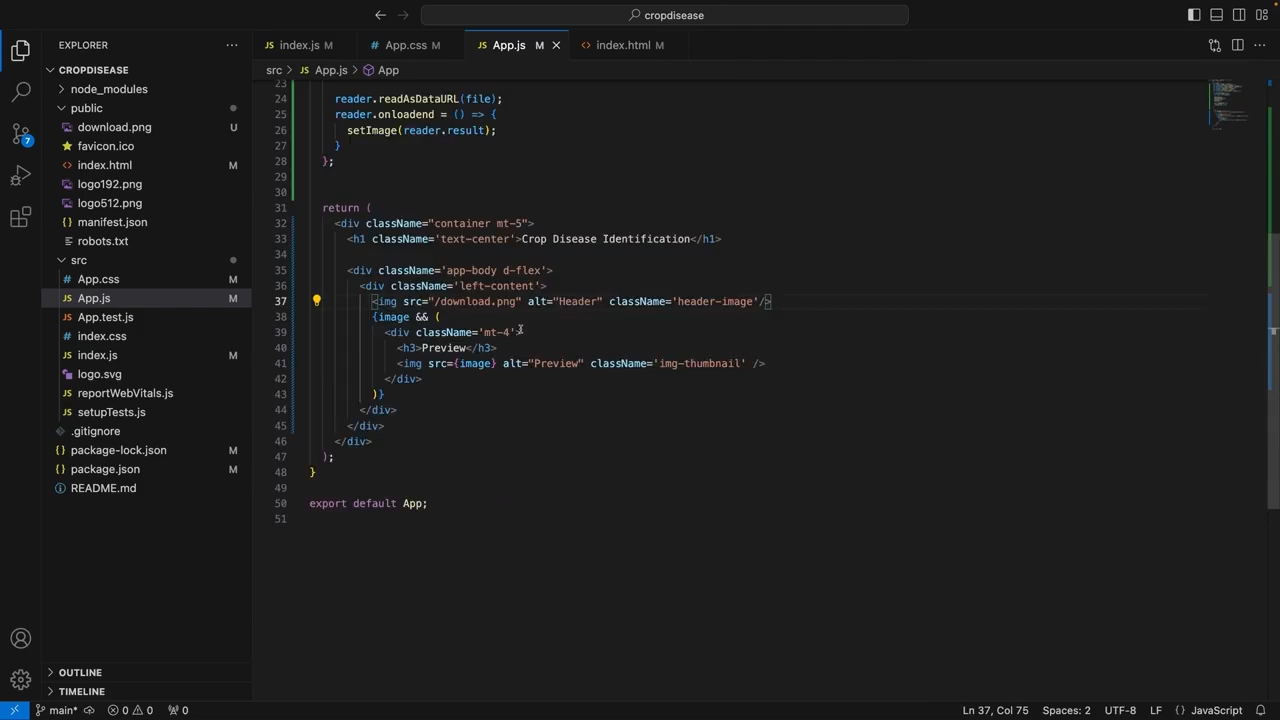 cropdisease
EXPLORER
index.js M
App.css M
App.js M
index.html M
CROPDISEASE
src > App.js > App
node_modules
public
download.png U
favicon.ico
index.html M
logo192.png
logo512.png
manifest.json
robots.txt
src
App.css M
App.js M
App.test.js
index.css
index.js M
logo.svg
reportWebVitals.js
setupTests.js
.gitignore
package-lock.json M
package.json M
README.md
OUTLINE
TIMELINE
7
23
24 reader.readAsDataURL(file);
25 reader.onloadend = () => {
26 setImage(reader.result);
27 }
28 };
29
30
31 return (
32 <div className="container mt-5">
33 <h1 className='text-center'>Crop Disease Identification</h1>
34
35 <div className='app-body d-flex'>
36 <div className='left-content'>
37 <img src="/download.png" alt="Header" className='header-image'/>
38 {image && (
39 <div className='mt-4'>
40 <h3>Preview</h3>
41 <img src={image} alt="Preview" className='img-thumbnail' />
42 </div>
43 )}
44 </div>
45 </div>
46 </div>
47 );
48 }
49
50 export default App;
51
main* 0 0 0
Ln 37, Col 75 Spaces: 2 UTF-8 LF {} JavaScript